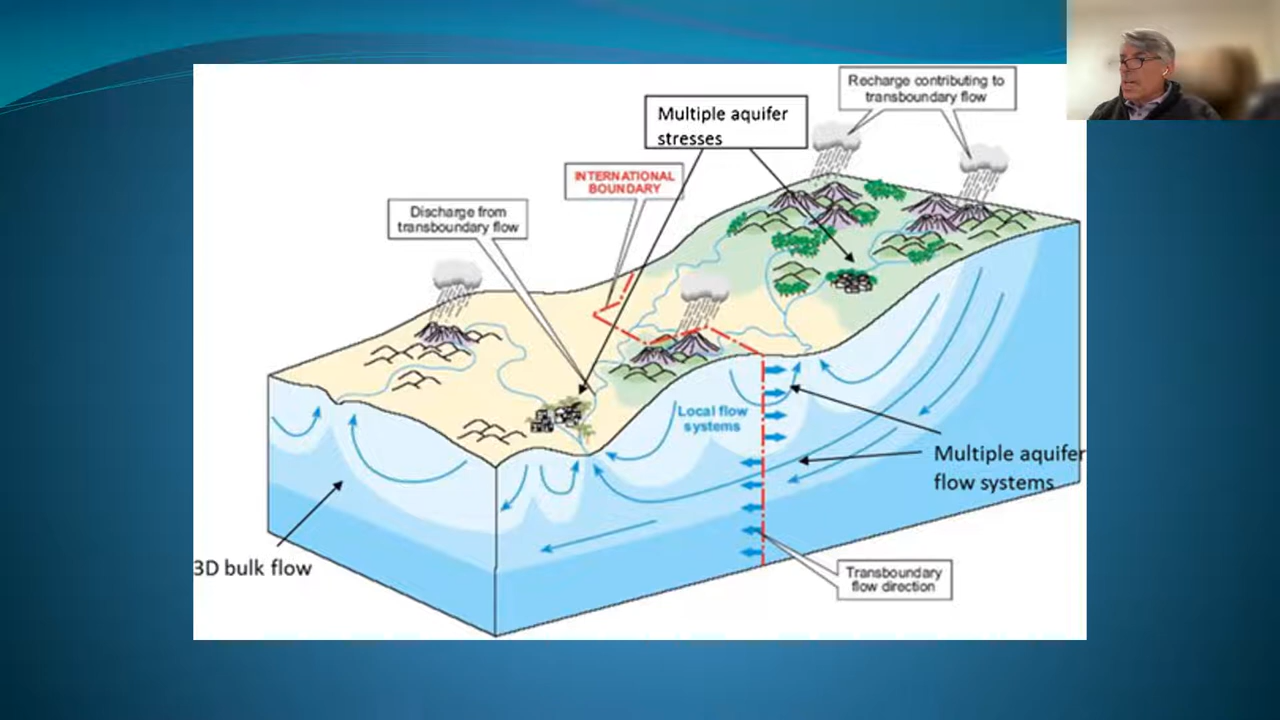 Recharge contributing to
transboundary flow
Multiple aquifer
stresses
INTERNATIONAL
BOUNDARY
Discharge from
transboundary flow
Local flow
systems
Multiple aquifer
flow systems
3D bulk flow
Transboundary
flow direction